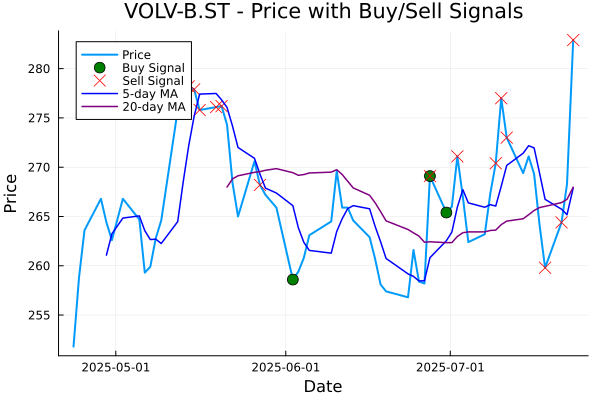 VOLV-B.ST - Price with Buy/Sell Signals
Price
Buy Signal
Sell Signal
5-day MA
20-day MA
280
275
270
265
260
255
Price
2025-05-01 2025-06-01 2025-07-01
Date